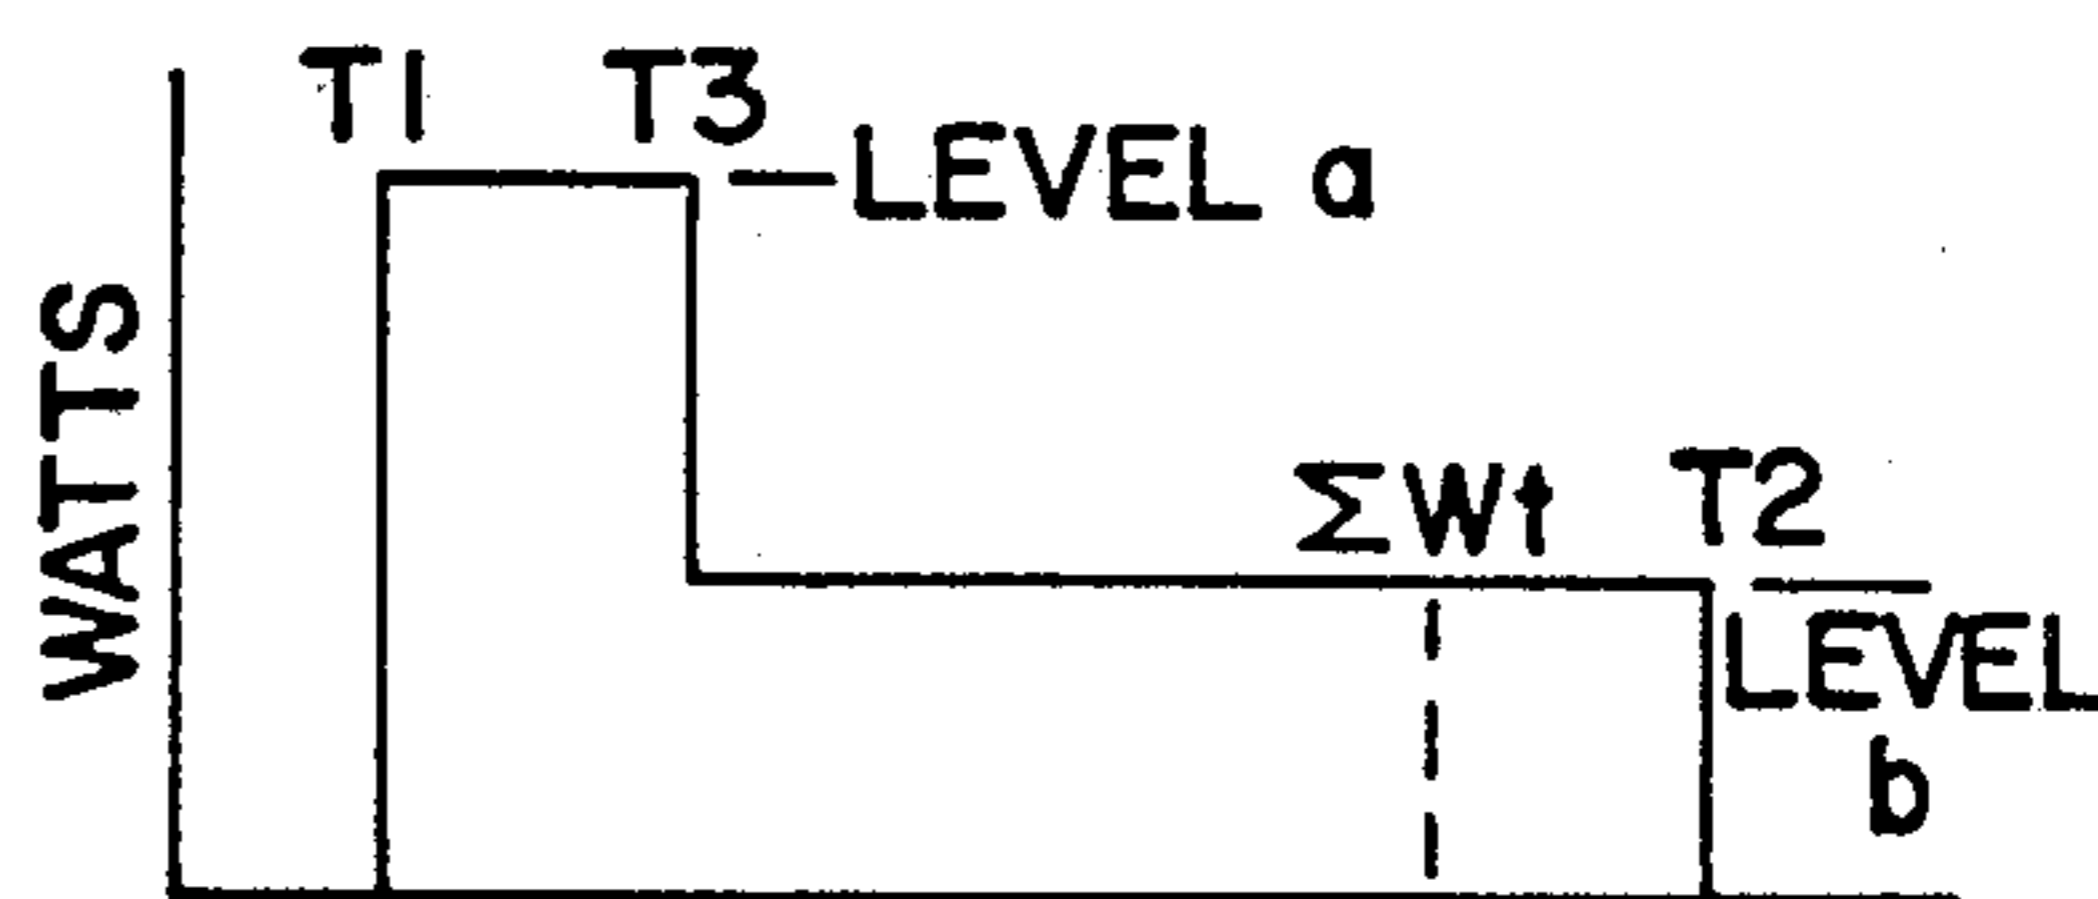 T1 T3
LEVEL a
WATTS
ΣWt T2
LEVEL
b